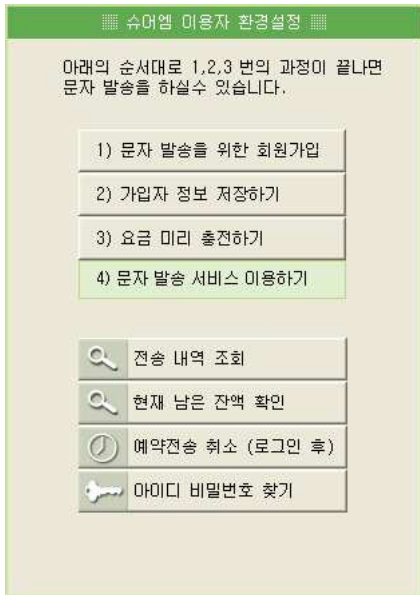 슈어엠 이용자 환경설정
아래의 순서대로 1,2,3 번의 과정이 끝나면
문자 발송을 하실수 있습니다.
1) 문자 발송을 위한 회원가입
2) 가입자 정보 저장하기
3) 요금 미리 충전하기
4) 문자 발송 서비스 이용하기
전송 내역 조회
현재 남은 잔액 확인
예약전송 취소 (로그인 후)
아이디 비밀번호 찾기